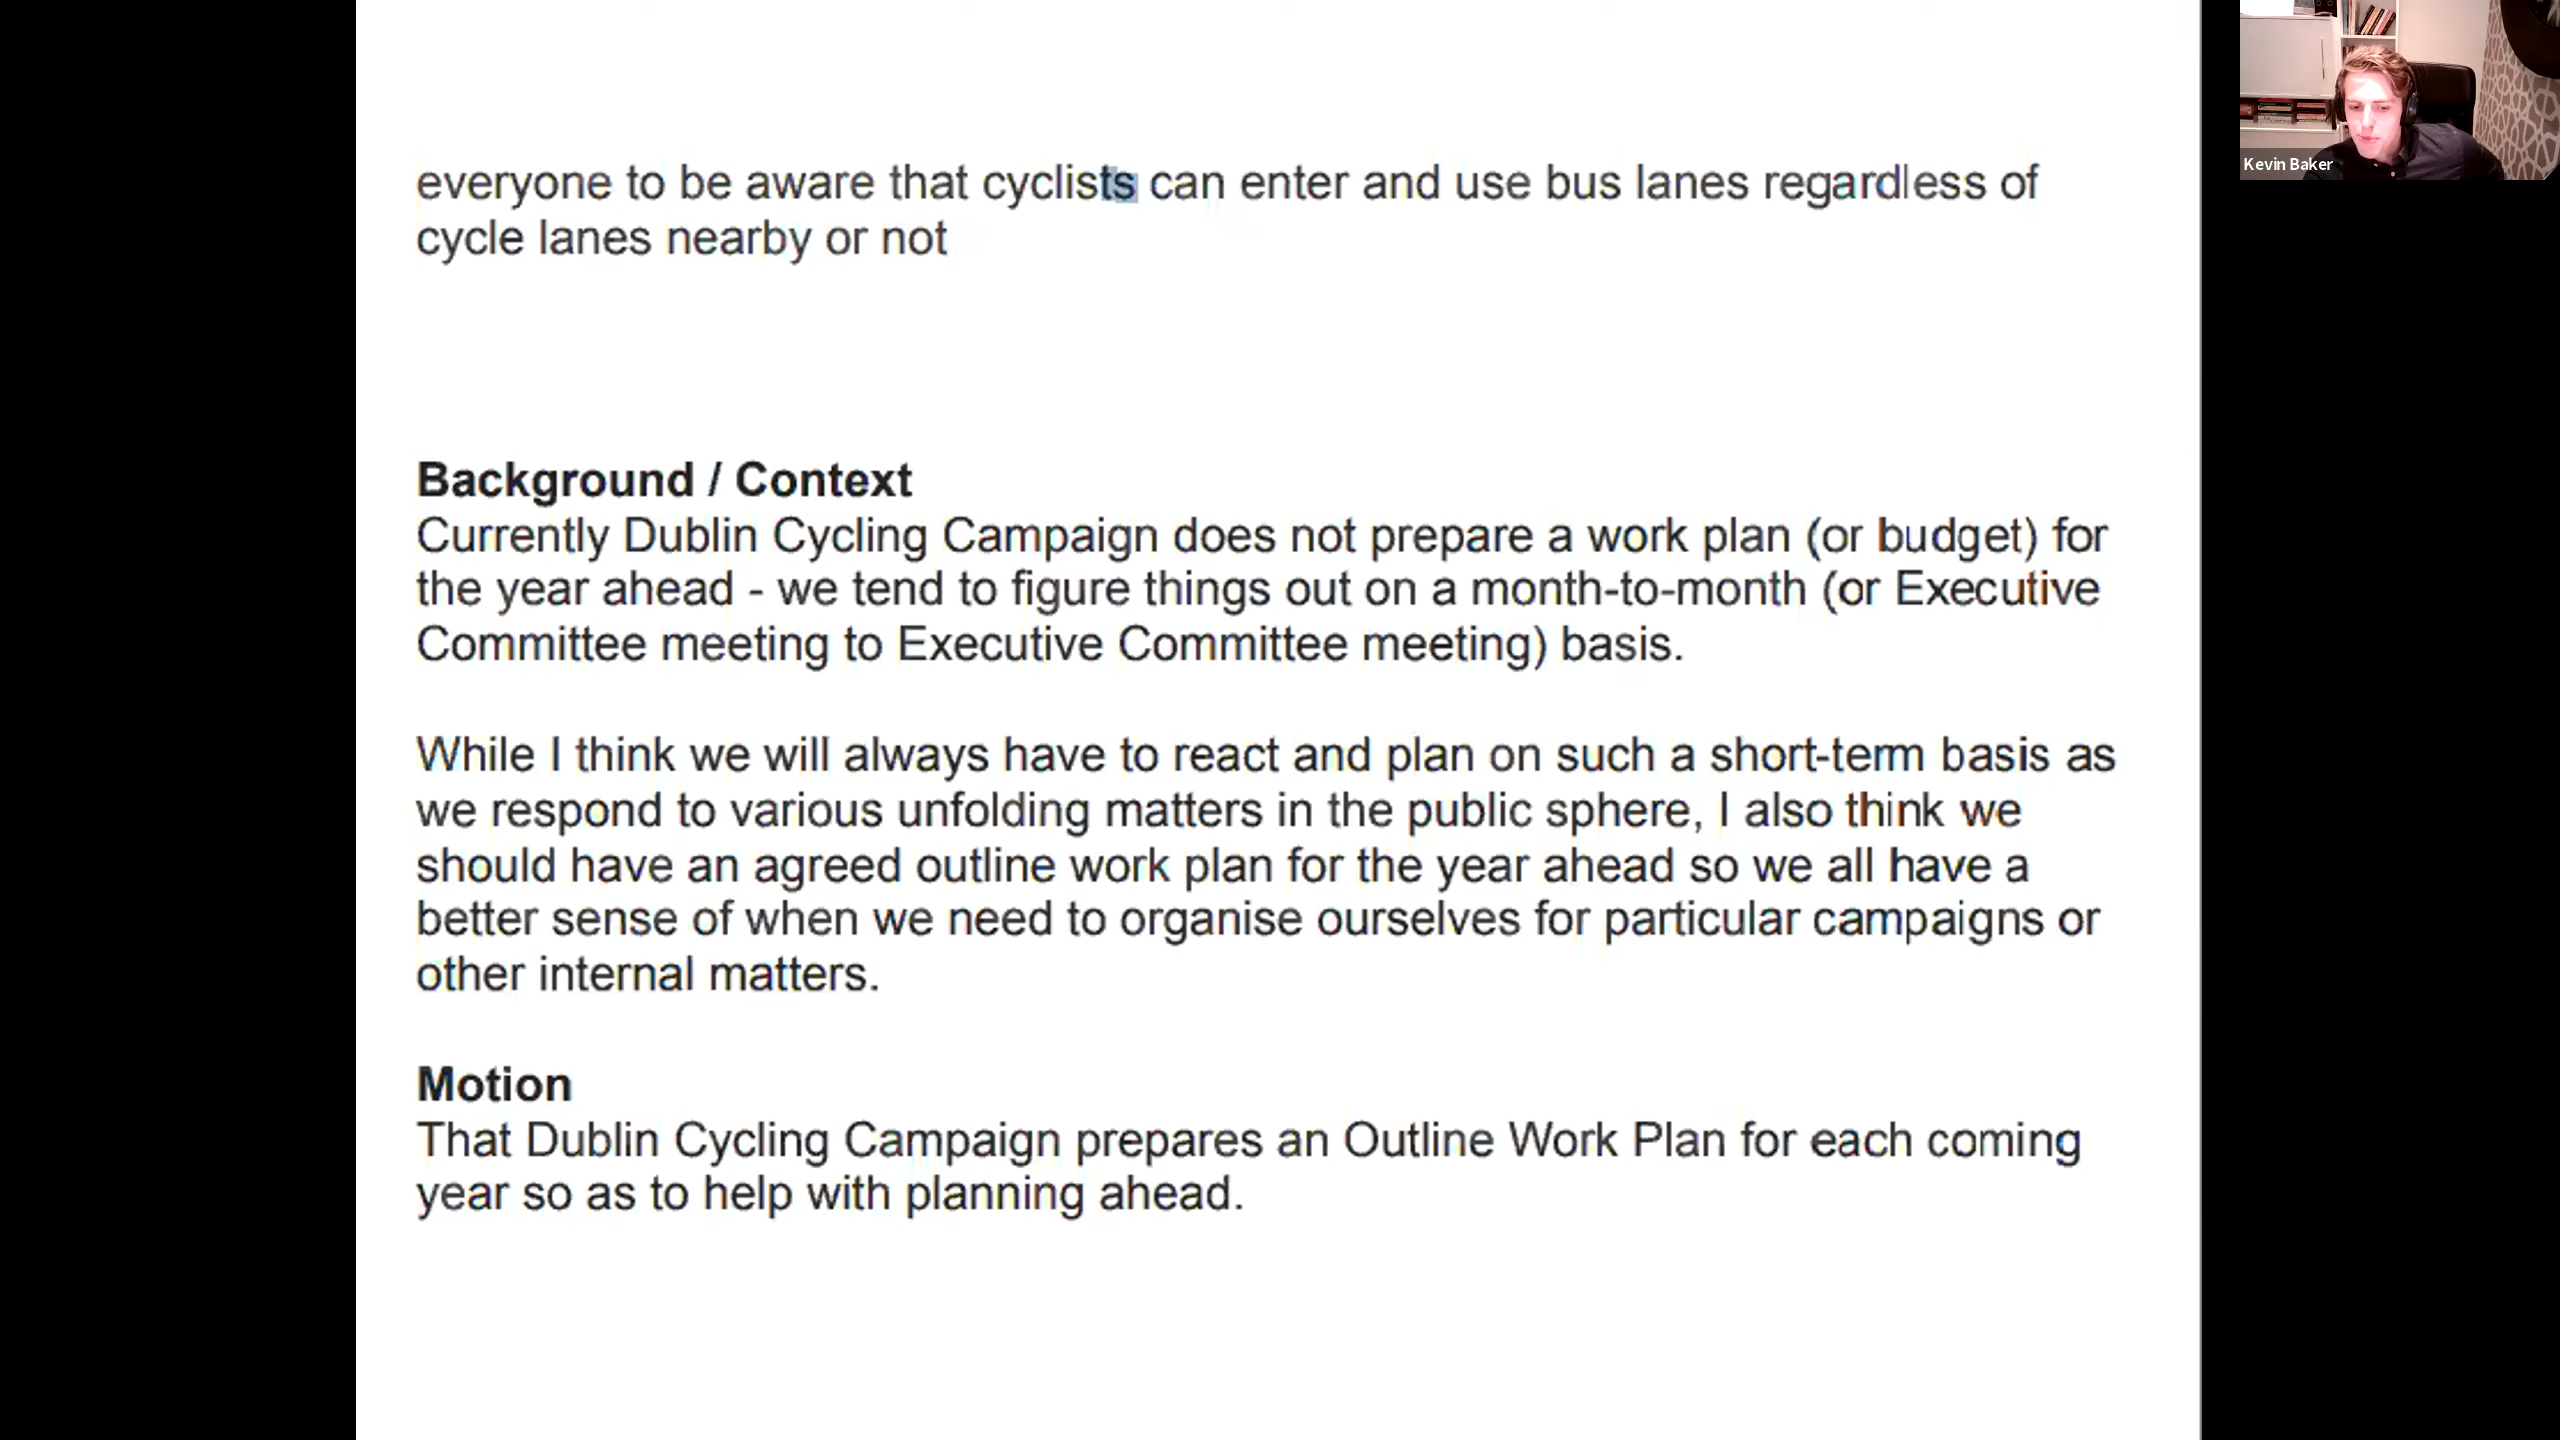 everyone to be aware that cyclists can enter and use bus lanes regardless of
cycle lanes nearby or not
Background / Context
Currently Dublin Cycling Campaign does not prepare a work plan (or budget) for
the year ahead - we tend to figure things out on a month-to-month (or Executive
Committee meeting to Executive Committee meeting) basis.
While I think we will always have to react and plan on such a short-term basis as
we respond to various unfolding matters in the public sphere, I also think we
should have an agreed outline work plan for the year ahead so we all have a
better sense of when we need to organise ourselves for particular campaigns or
other internal matters.
Motion
That Dublin Cycling Campaign prepares an Outline Work Plan for each coming
year so as to help with planning ahead.
Kevin Baker